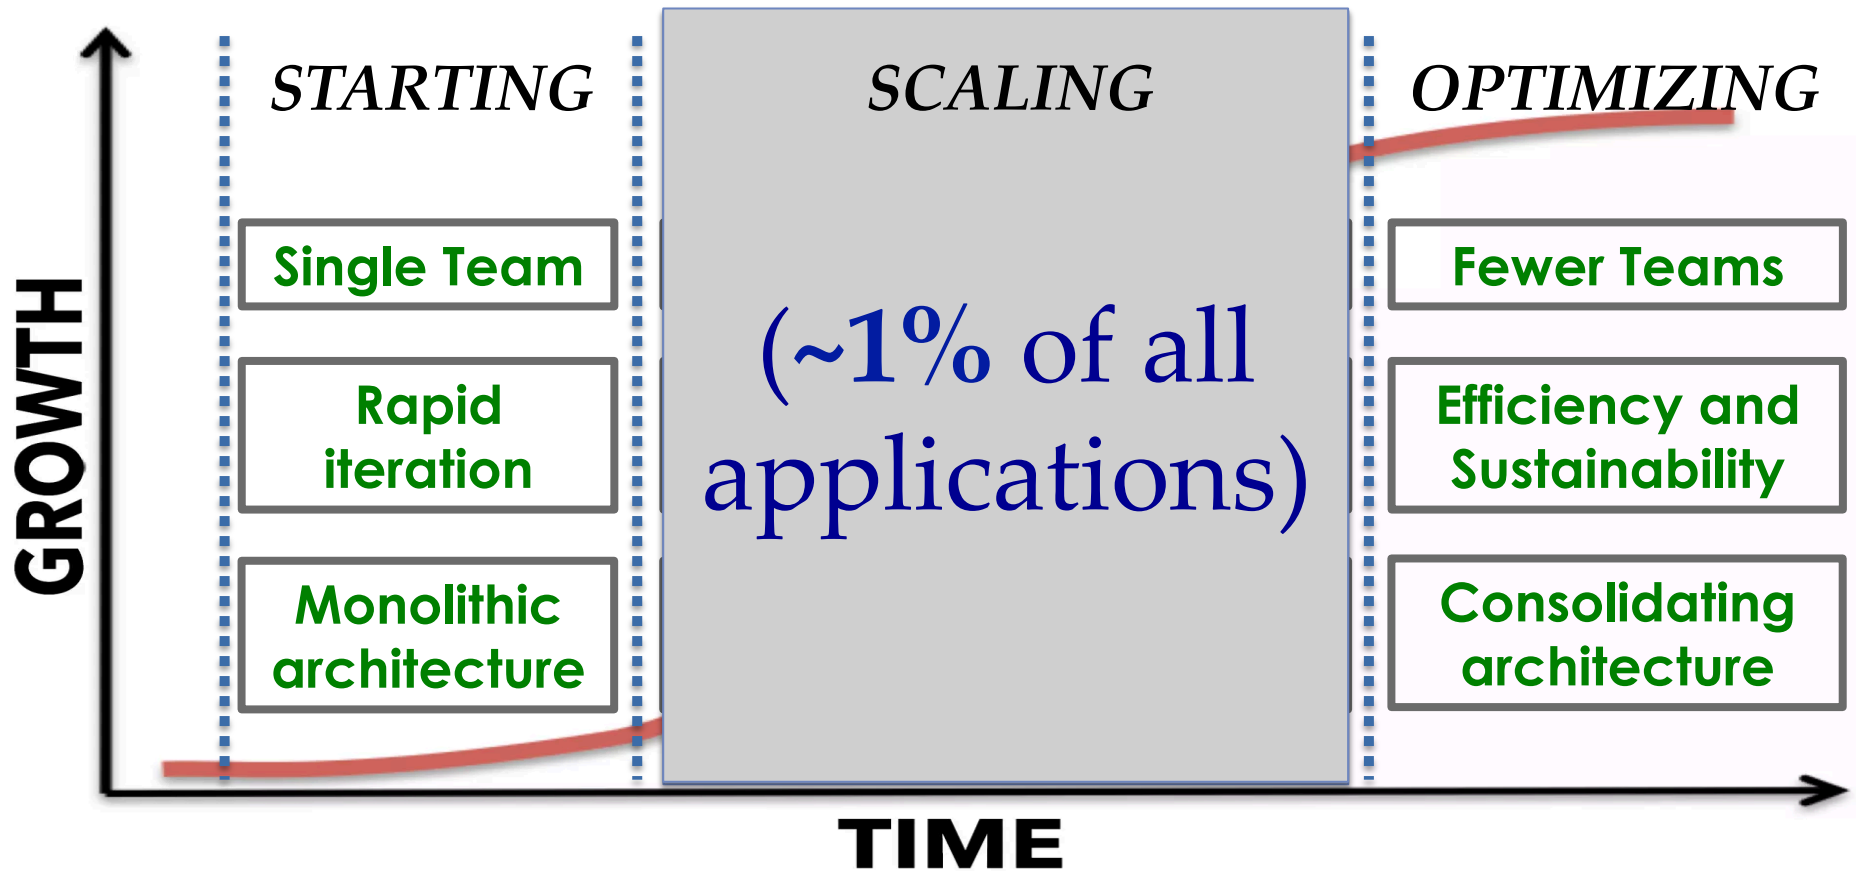 STARTING
SCALING
OPTIMIZING
GROWTH
Single Team
Rapid
iteration
Monolithic
architecture
(~1% of all
applications)
Fewer Teams
Efficiency and
Sustainability
Consolidating
architecture
TIME